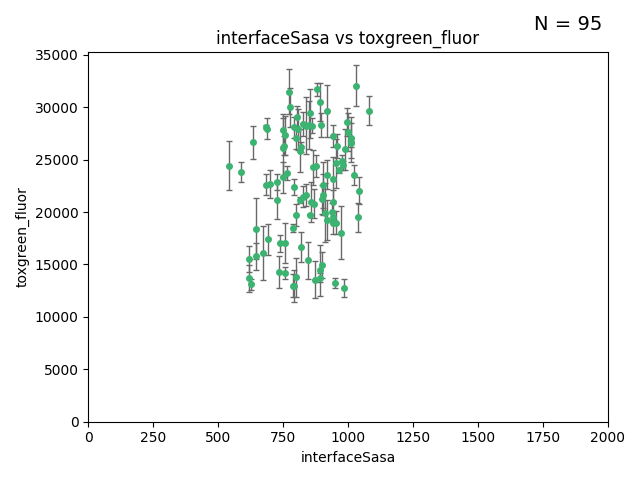 N = 95
interfaceSasa vs toxgreen_fluor
35000
30000
25000
20000
15000
10000
5000
0
toxgreen_fluor
0 250 500 750 1000 1250 1500 1750 2000
interfaceSasa